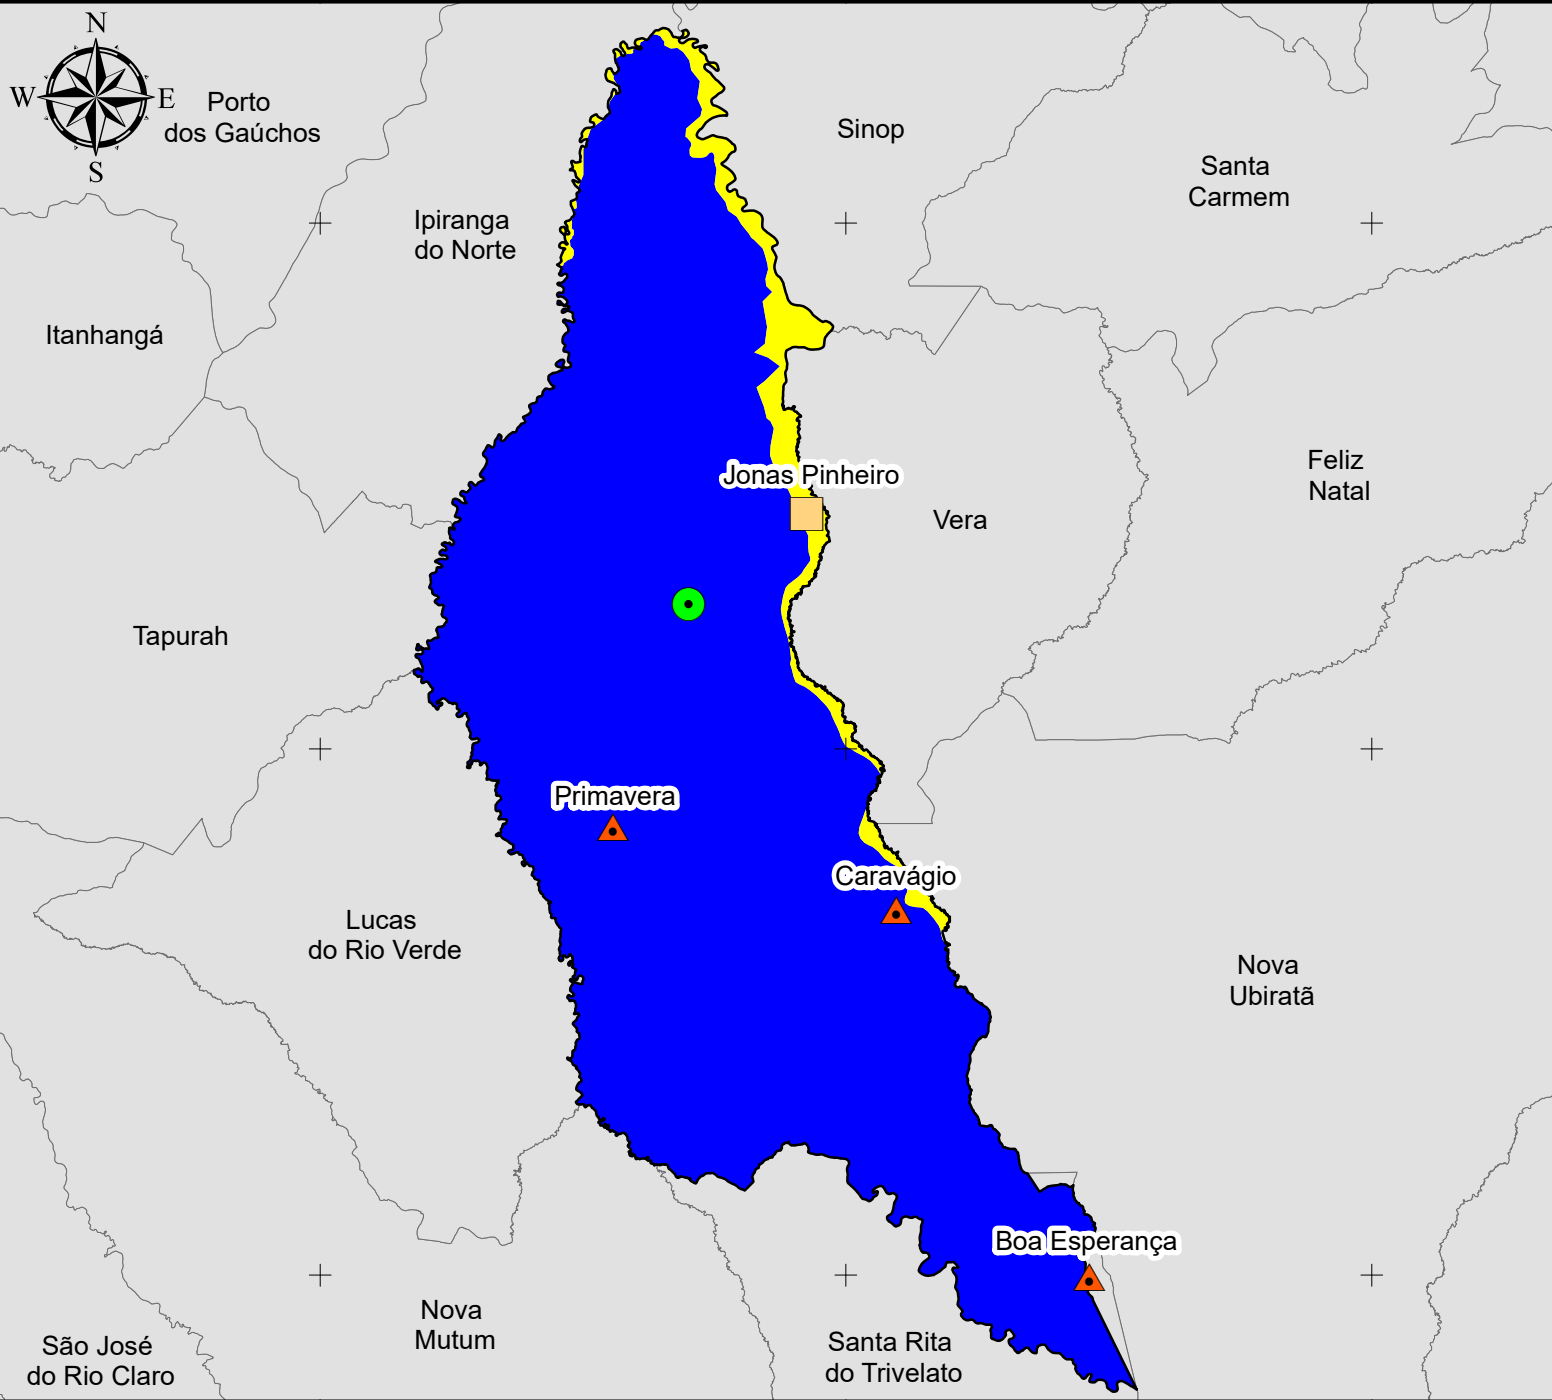 N
W
E
S
Porto
dos Gaúchos
Sinop
Santa
Carmem
Ipiranga
do Norte
Itanhangá
Feliz
Natal
Jonas Pinheiro
Vera
Tapurah
Primavera
Caravágio
Lucas
do Rio Verde
Nova
Ubiratã
Boa Esperança
Nova
Mutum
Santa Rita
do Trivelato
São José
do Rio Claro